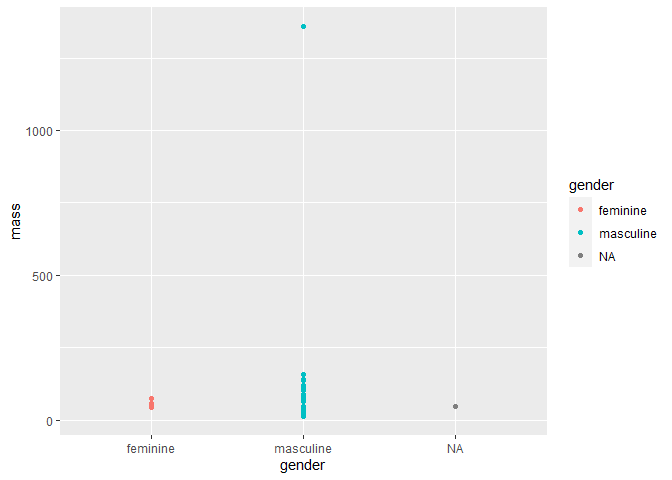 1000
500
0
mass
feminine
masculine
NA
gender
gender
feminine
masculine
NA